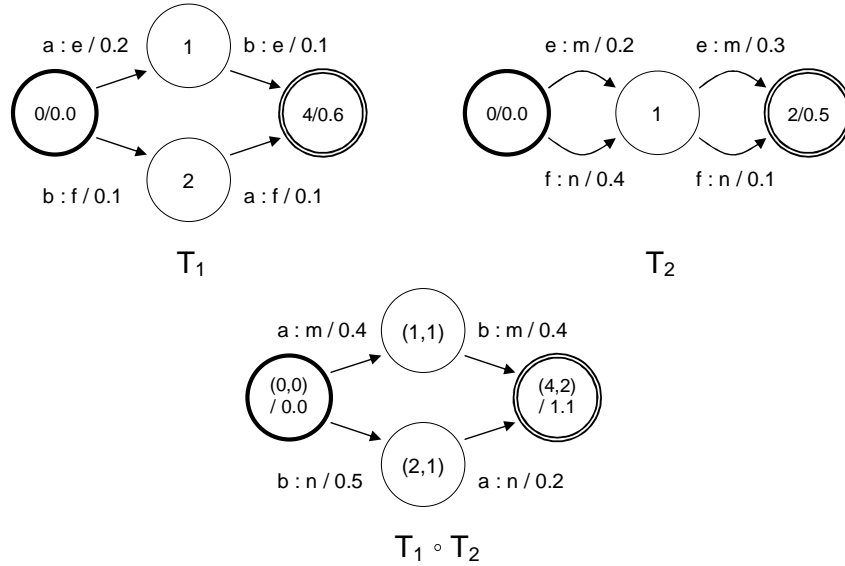 a : e / 0.2
1
b : e / 0.1
0/0.0
4/0.6
b : f / 0.1
2
a : f / 0.1
T1
e : m / 0.2
e : m / 0.3
0/0.0
1
2/0.5
f : n / 0.4
f : n / 0.1
T2
a : m / 0.4
(1,1)
b : m / 0.4
(0,0)
/ 0.0
(4,2)
/ 1.1
b : n / 0.5
(2,1)
a : n / 0.2
T1 ∘ T2